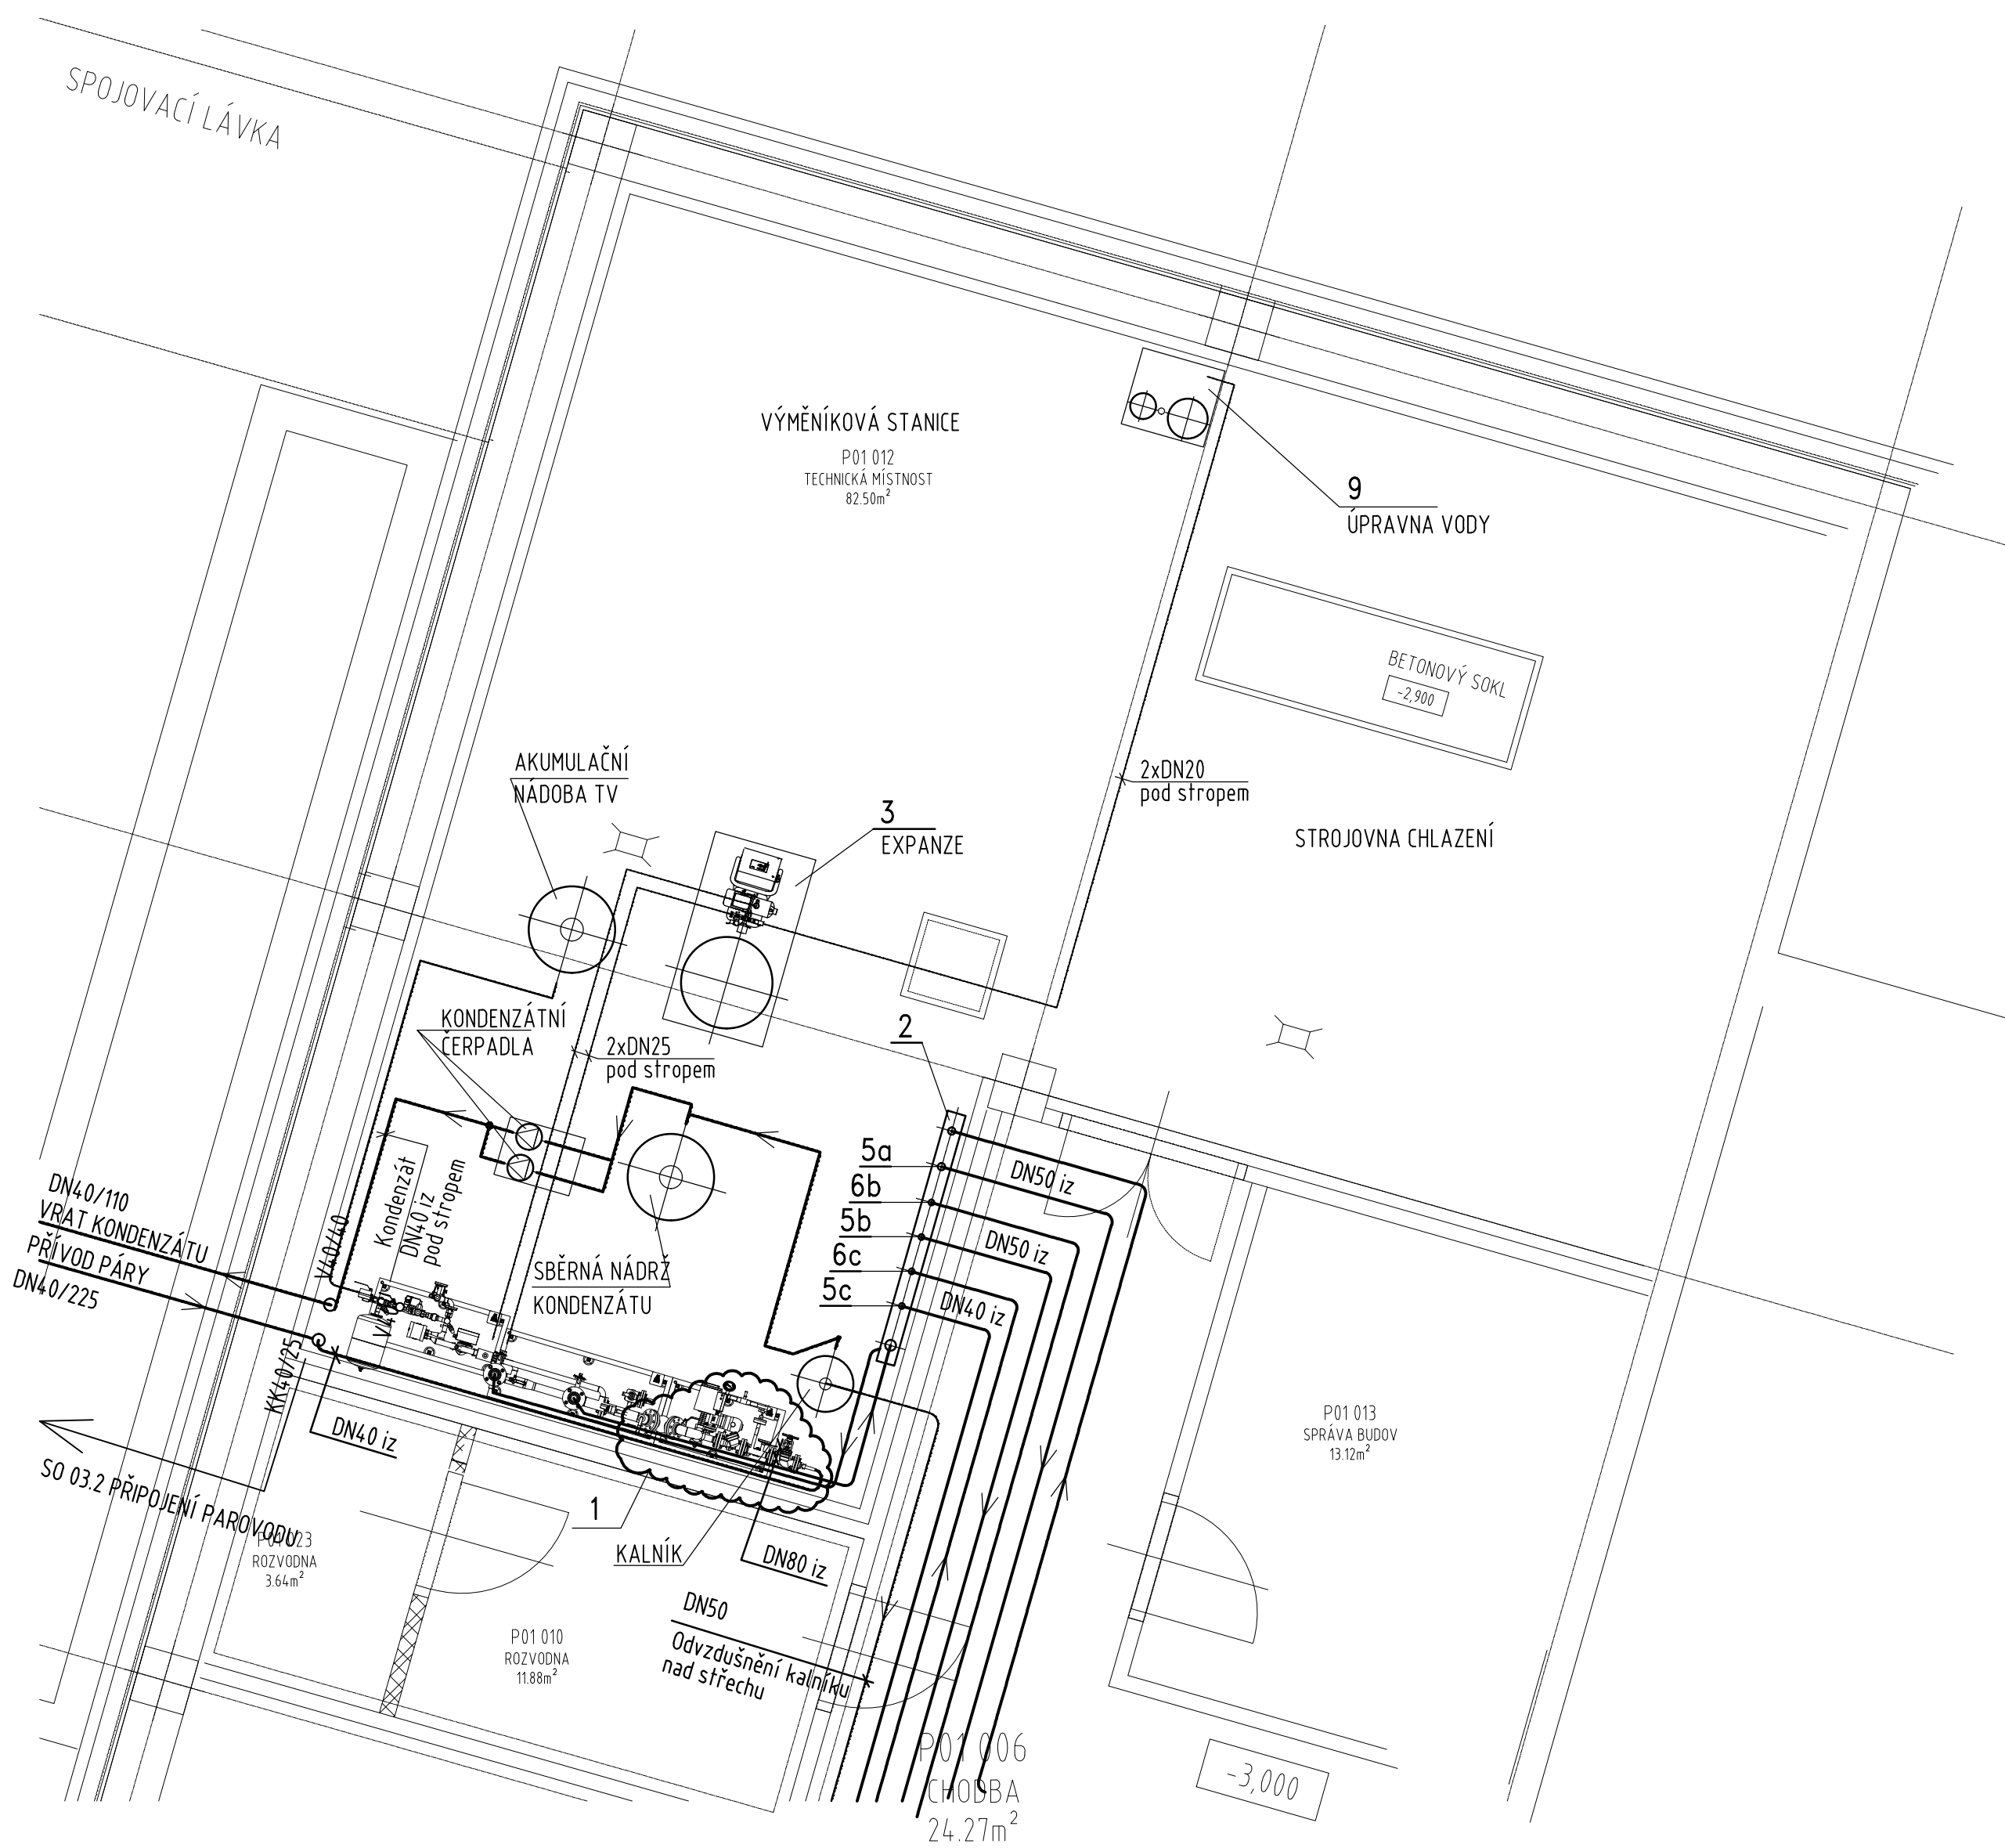 SPOJOVACÍ LÁVKA
VÝMĚNÍKOVÁ STANICE
P01 012
TECHNICKÁ MÍSTNOST
82.50m²
9
ÚPRAVNA VODY
BETONOVÝ SOKL
-2,900
AKUMULAČNÍ
NÁDOBA TV
3
EXPANZE
2xDN20
pod stropem
STROJOVNA CHLAZENÍ
KONDENZÁTNÍ
ČERPADLA
2xDN25
pod stropem
2
5a
6b
5b
6c
5c
DN50 iz
DN50 iz
DN40 iz
Kondenzát
DN40 iz
pod stropem
DN40/110
VRAT KONDENZÁTU
PŘÍVOD PÁRY
DN40/225
V40/40
KK40/25
SBĚRNÁ NÁDRŽ
KONDENZÁTU
DN40 iz
SO 03.2 PŘIPOJENÍ PAROVODU
P01 023
ROZVODNA
3.64m²
1
KALNÍK
DN80 iz
DN50
Odvzdušnění kalníku
nad střechu
P01 010
ROZVODNA
11.88m²
P01 013
SPRÁVA BUDOV
13.12m²
P01 006
CHODBA
24.27m²
-3,000